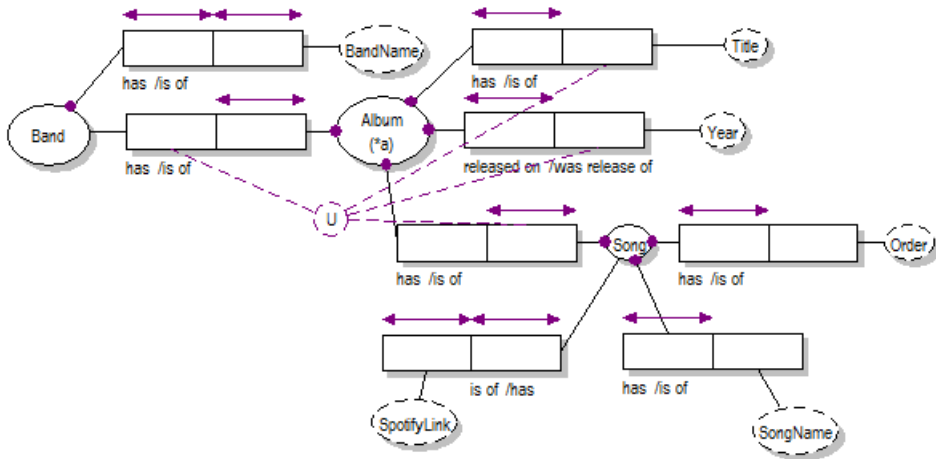 BandName
Title
has /is of
has /is of
Band
Album
(*a)
Year
has /is of
released on /was release of
U
Song
Order
has /is of
has /is of
is of /has
has /is of
SpotifyLink
SongName